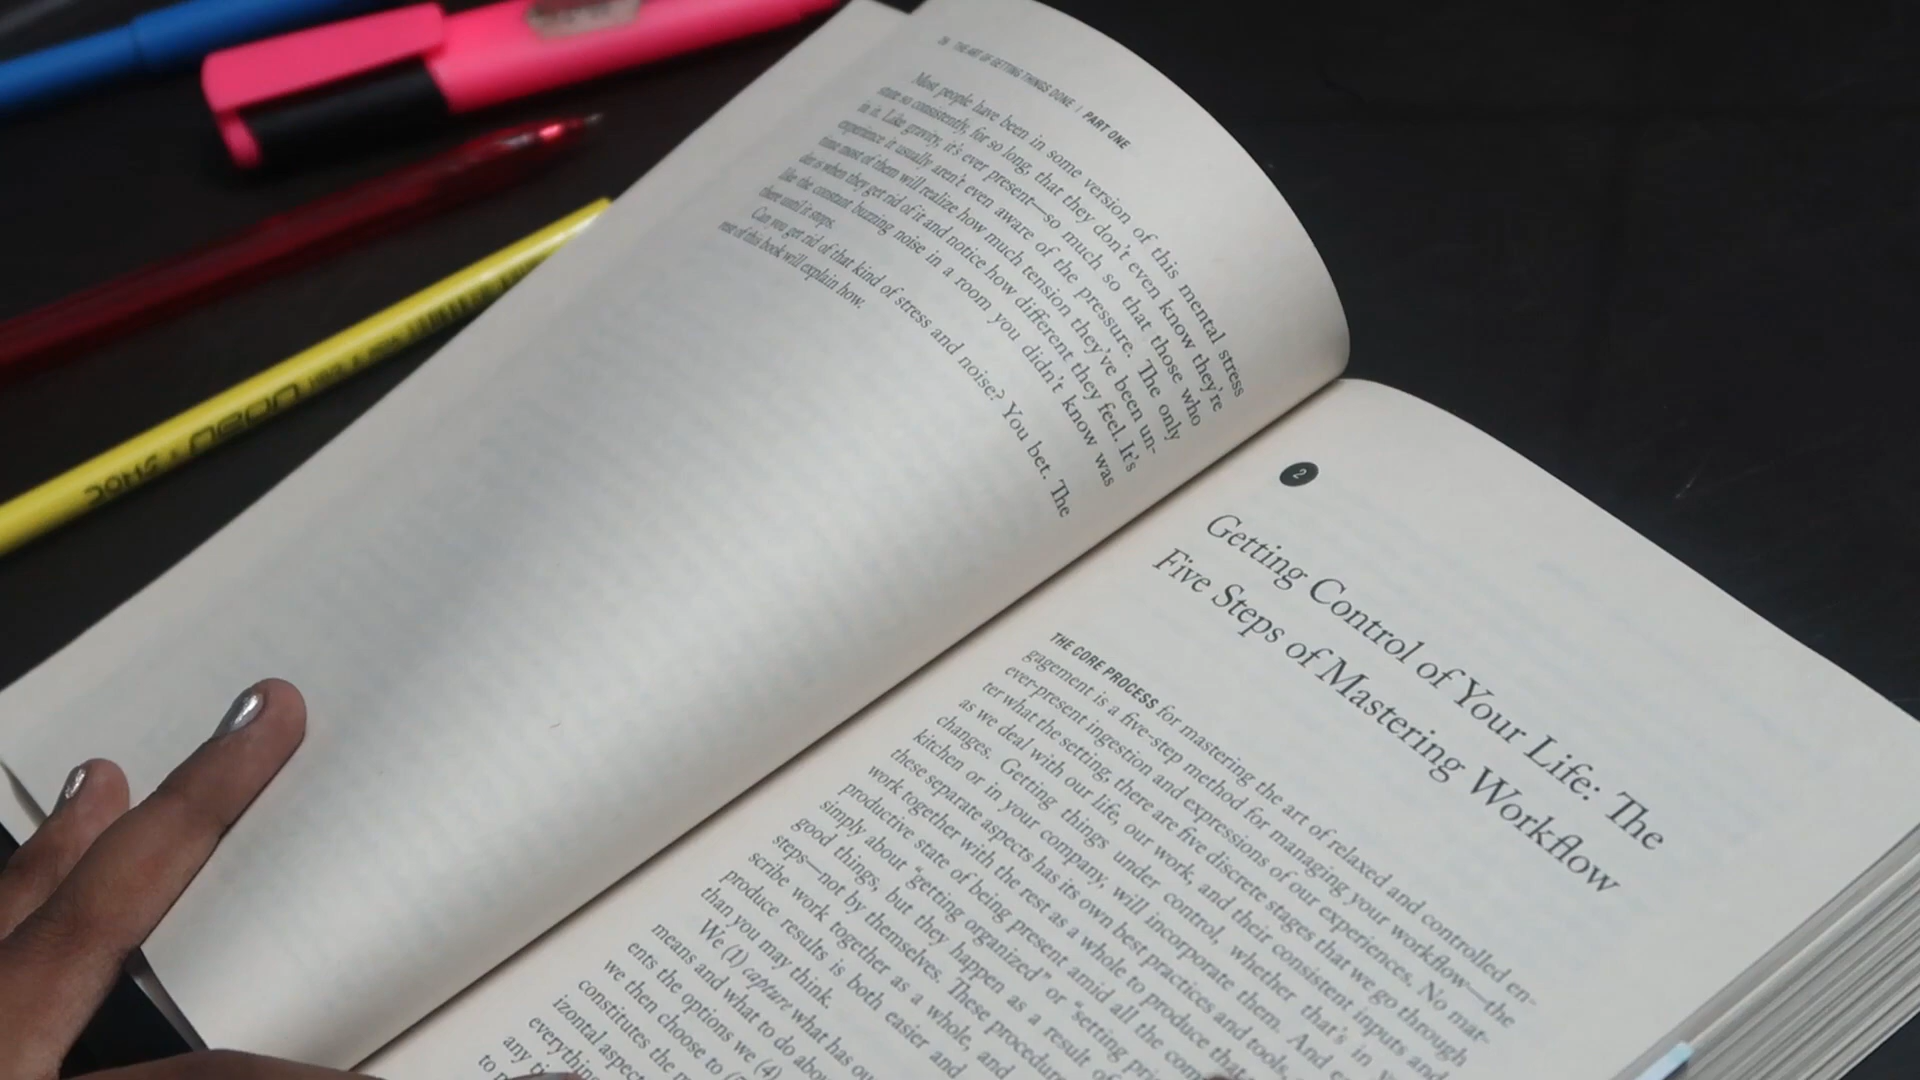 THE ART OF GETTING THINGS DONE | PART ONE
Most people have been in some version of this mental stress
state so consistently, for so long, that they don't even know they're
in it. Like gravity, it's ever present—so much so that those who
experience it usually aren't even aware of the pressure. The only
time most of them will realize how much tension they've been un-
der is when they get rid of it and notice how different they feel. It's
like the constant buzzing noise in a room you didn't know was
there until it stops.
Can you get rid of that kind of stress and noise? You bet. The
rest of this book will explain how.
2
Getting Control of Your Life: The
Five Steps of Mastering Workflow
THE CORE PROCESS for mastering the art of relaxed and controlled en-
gagement is a five-step method for managing your workflow—the
ever-present ingestion and expressions of our experiences. No mat-
ter what the setting, there are five discrete stages that we go through
as we deal with our life, our work, and their consistent inputs and
changes. Getting things under control, whether that's in
kitchen or in your company, will incorporate them. And
these separate aspects has its own best practices and tools,
work together with the rest as a whole to produce that
productive state of being present amid all the
simply about "getting organized" or "setting
good things, but they happen as a result of
steps—not by themselves. These
scribe work together as a whole, and
produce results is both easier and
than you may think.
We (1) capture what has
means and what to do
ents the options we (4)
we then choose to
constitutes the
izontal
everything
any
to
DOMS neon